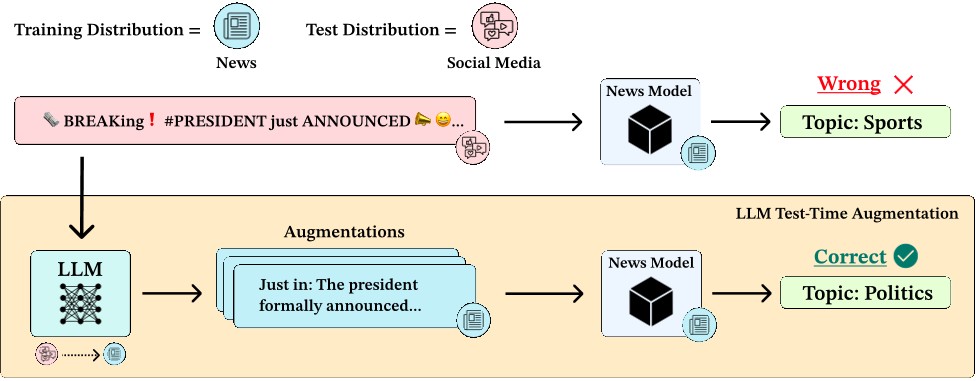 Training Distribution =
News
Test Distribution =
Social Media
🗞️ BREAKing❗ #PRESIDENT just ANNOUNCED 📣 😄...
News Model
Wrong
Topic: Sports
LLM Test-Time Augmentation
LLM
Augmentations
Just in: The president
formally announced...
News Model
Correct
Topic: Politics